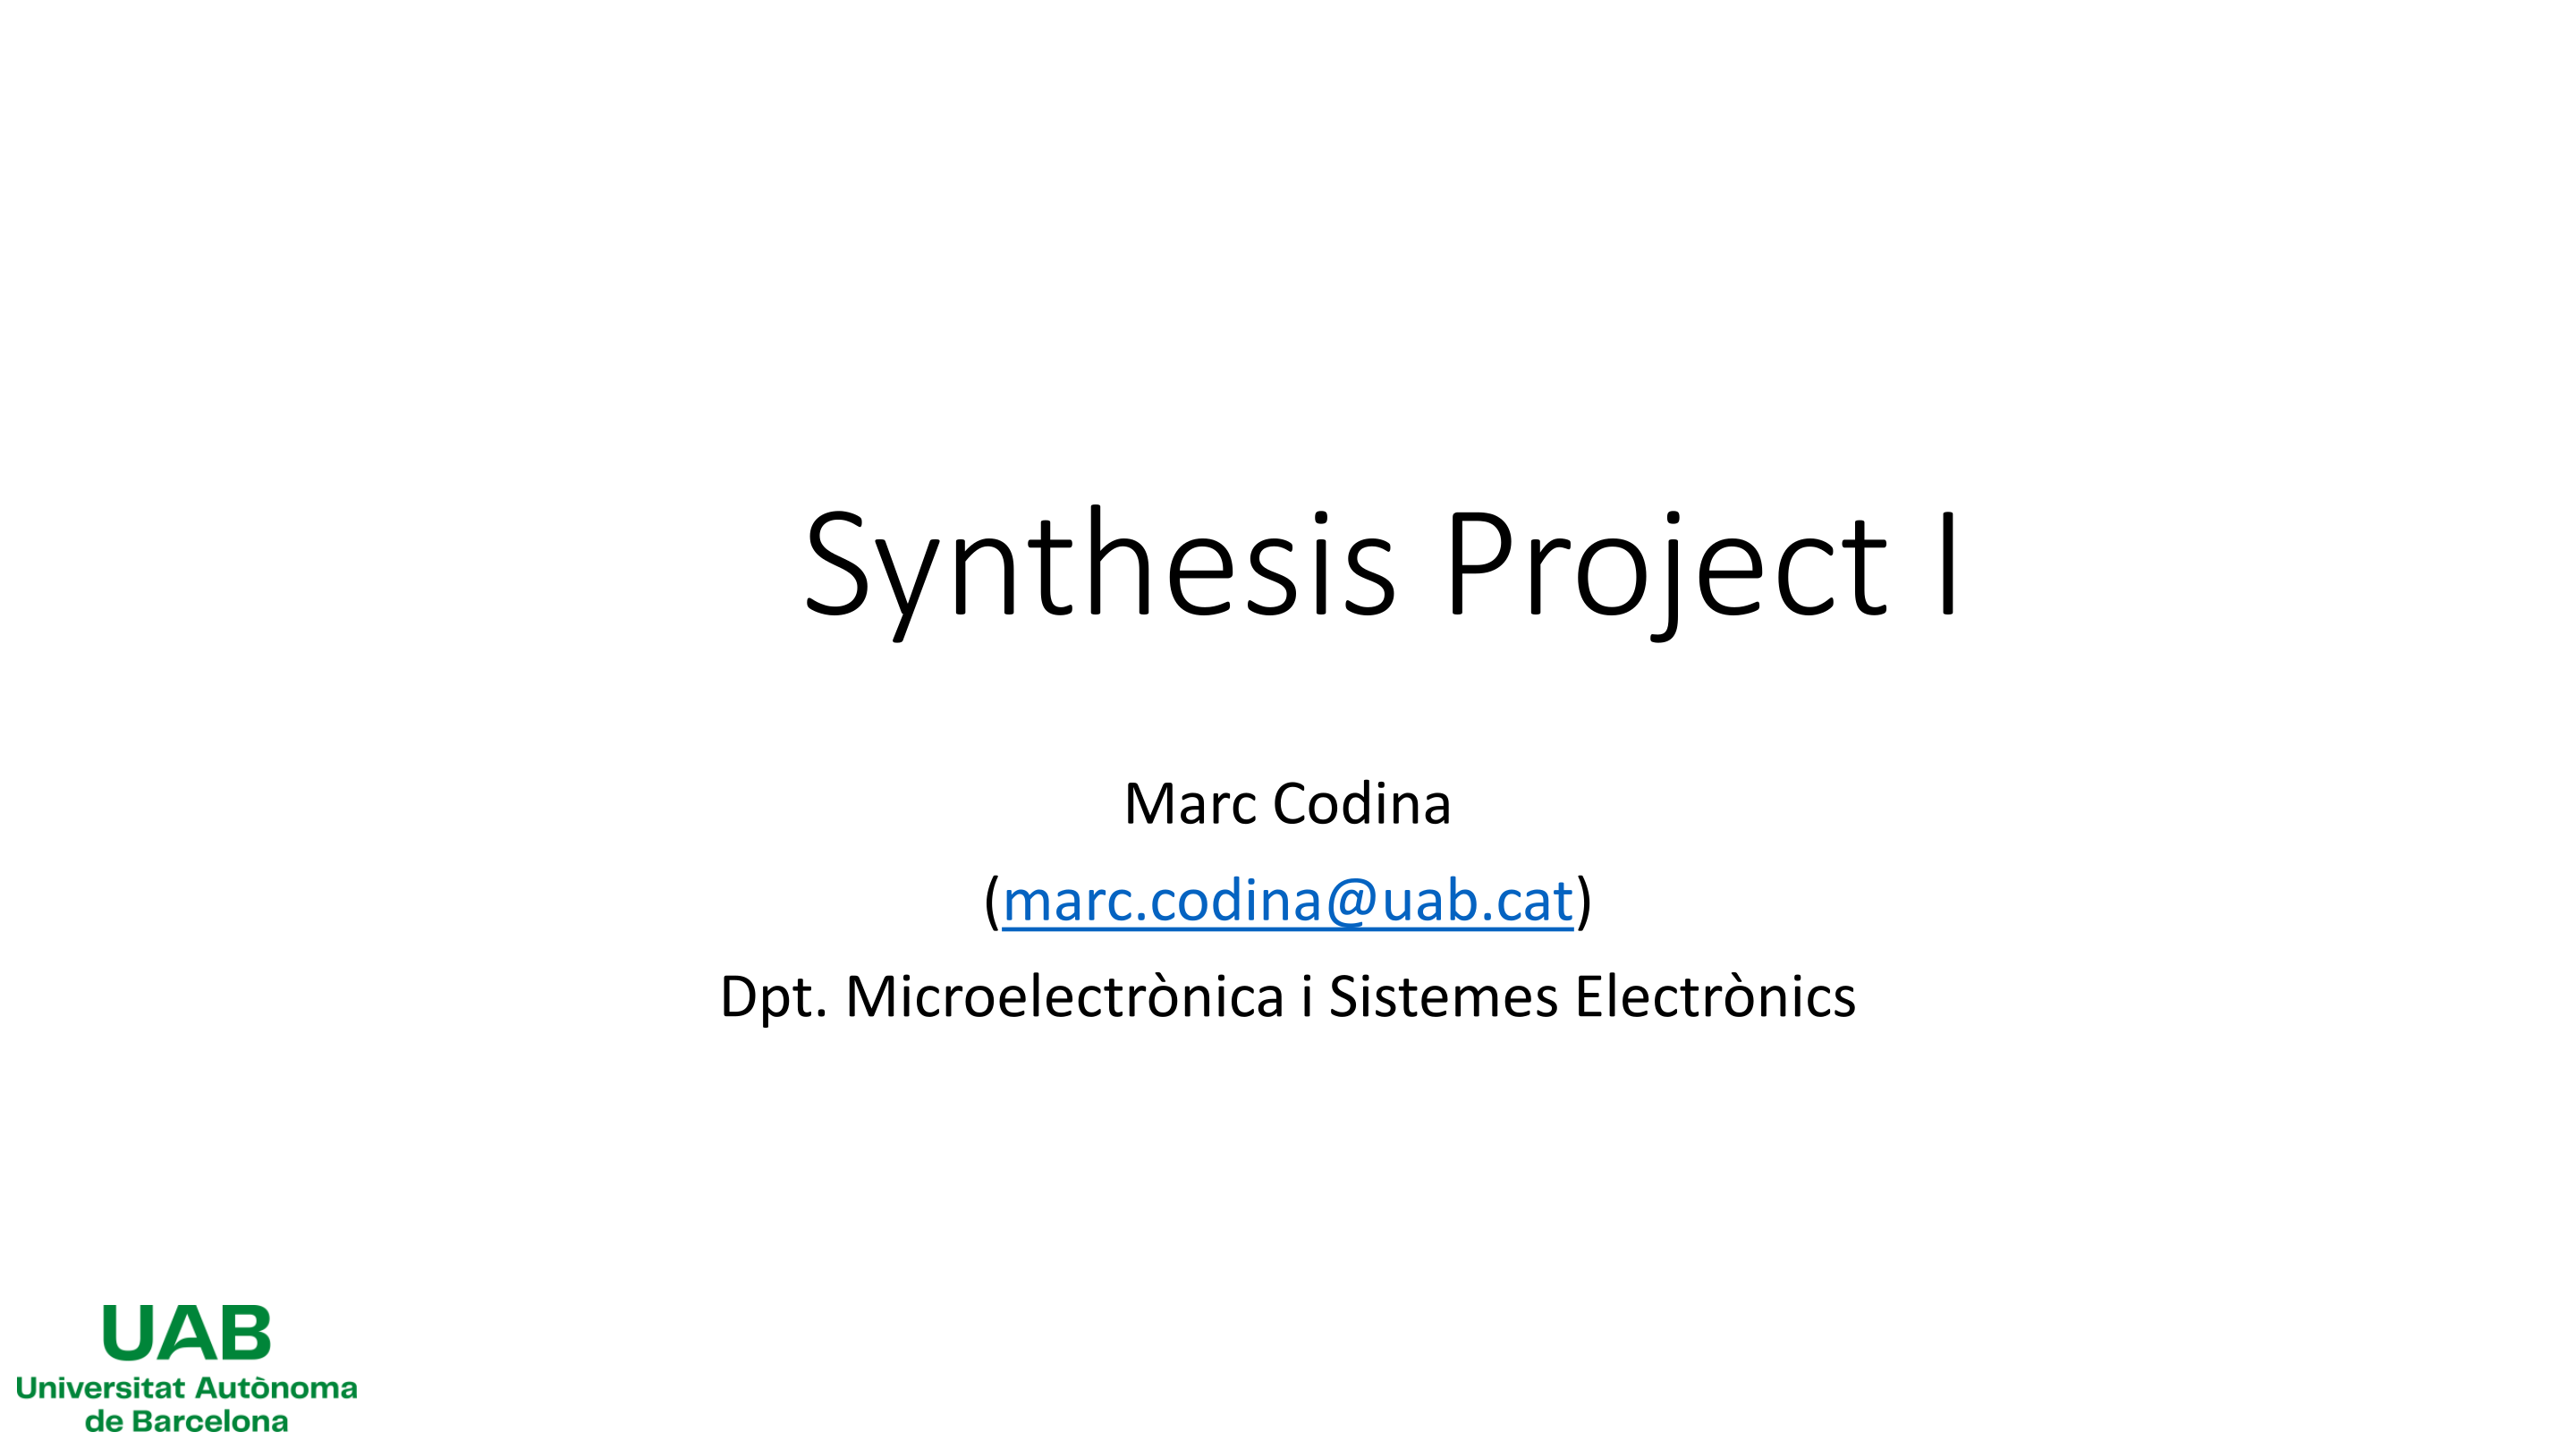 Synthesis Project I
Marc Codina
(marc.codina@uab.cat)
Dpt. Microelectrònica i Sistemes Electrònics
UAB
Universitat Autònoma
de Barcelona